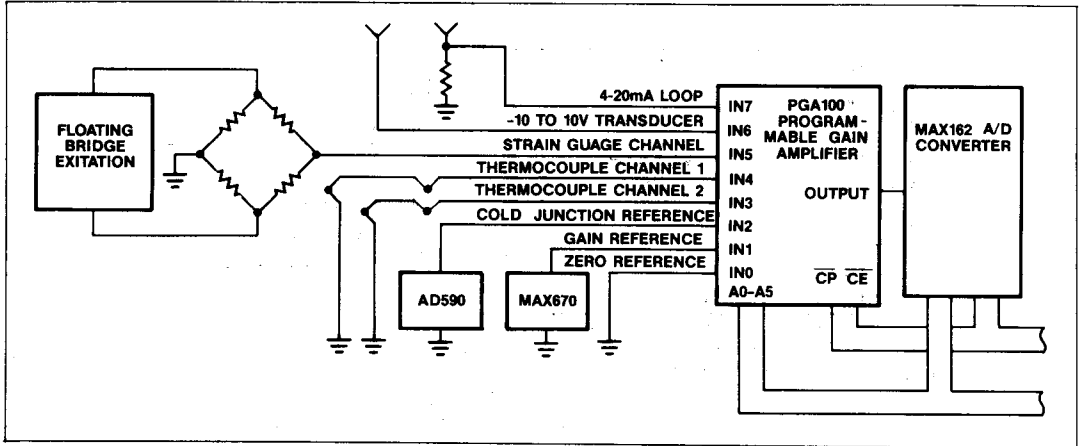 FLOATING
BRIDGE
EXITATION
4-20mA LOOP
-10 TO 10V TRANSDUCER
STRAIN GUAGE CHANNEL
THERMOCOUPLE CHANNEL 1
THERMOCOUPLE CHANNEL 2
COLD JUNCTION REFERENCE
GAIN REFERENCE
ZERO REFERENCE
AD590
MAX670
IN7
IN6
IN5
IN4
IN3
IN2
IN1
IN0
A0-A5
PGA100
PROGRAM-
MABLE GAIN
AMPLIFIER
OUTPUT
CP CE
MAX162 A/D
CONVERTER